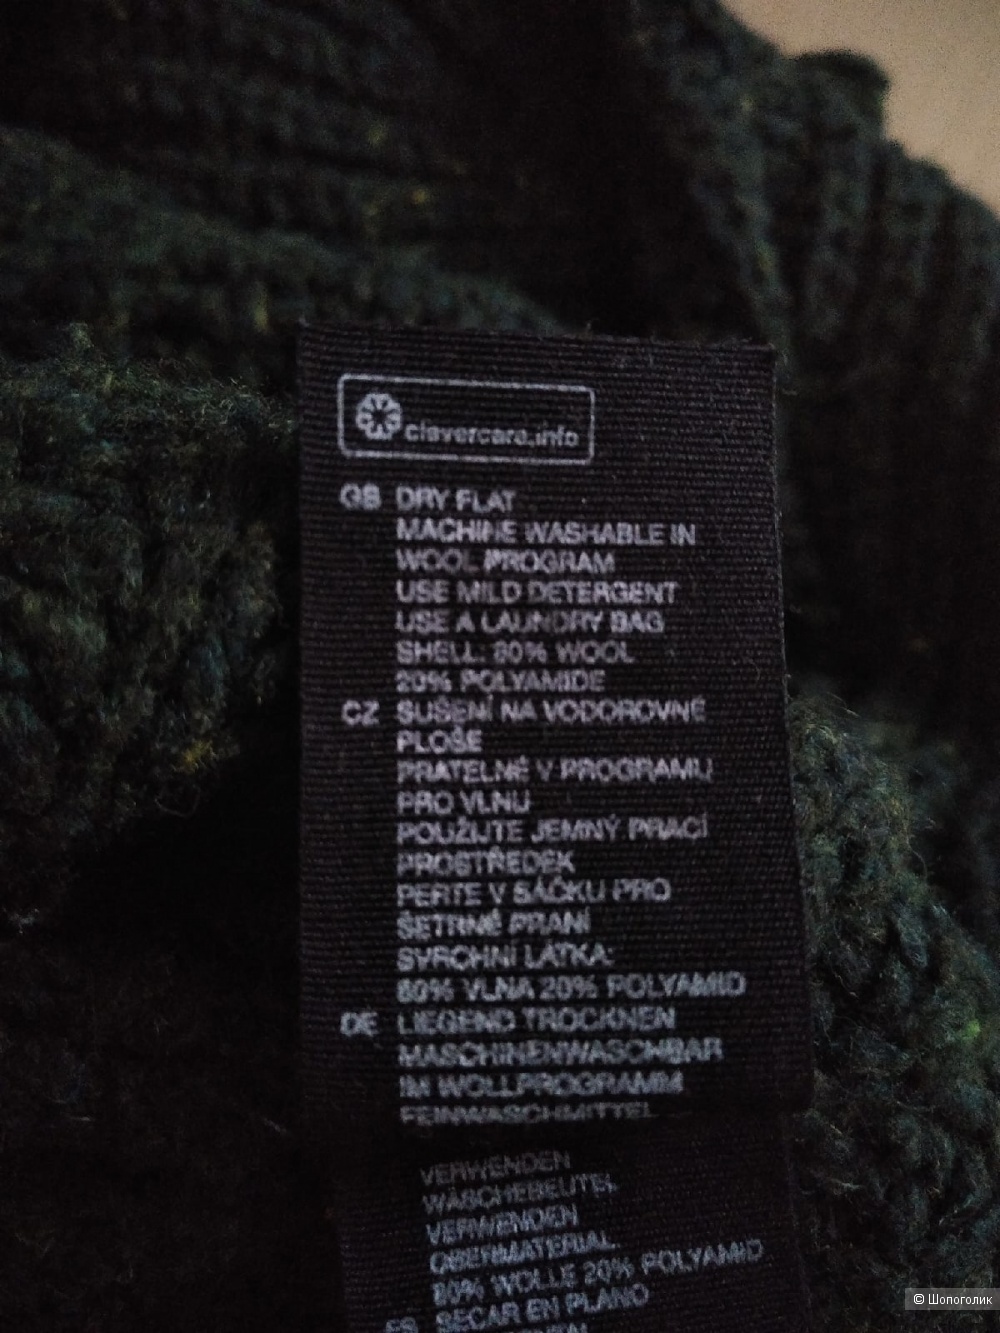 clevercare.info
GB DRY FLAT
MACHINE WASHABLE IN
WOOL PROGRAM
USE MILD DETERGENT
USE A LAUNDRY BAG
SHELL: 80% WOOL
20% POLYAMIDE
CZ SUŠENÍ NA VODOROVNÉ
PLOŠE
PRATELNÉ V PROGRAMU
PRO VLNU
POUŽIJTE JEMNÝ PRACÍ
PROSTŘEDEK
PERTE V SÁČKU PRO
ŠETRNÉ PRANÍ
SVRCHNÍ LÁTKA:
80% VLNA 20% POLYAMID
DE LIEGEND TROCKNEN
MASCHINENWASCHBAR
IM WOLLPROGRAMM
FEINWASCHMITTEL
VERWENDEN
WÄSCHEBEUTEL
VERWENDEN
OBERMATERIAL:
80% WOLLE 20% POLYAMID
ES SECAR EN PLANO
© Шопоголик